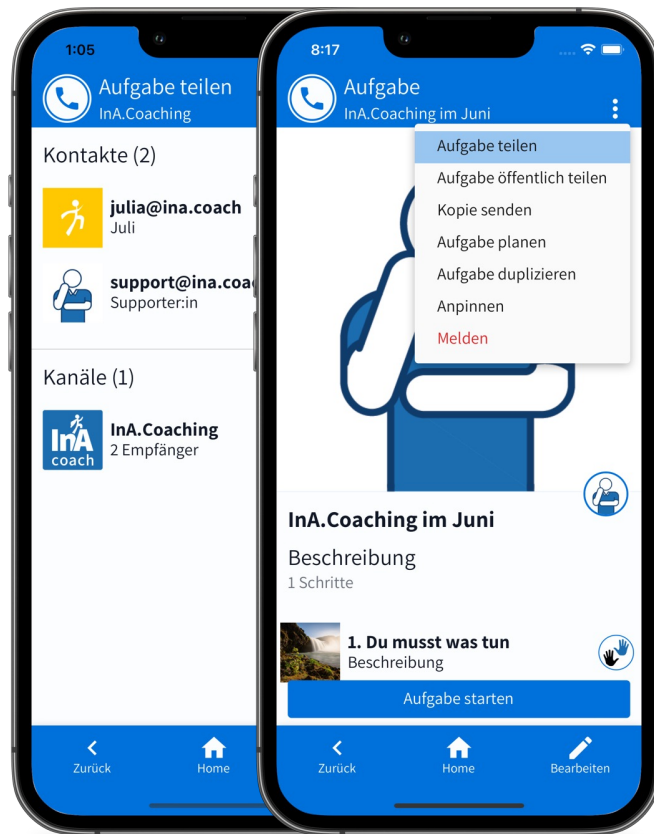 1:05
Aufgabe teilen
InA.Coaching
Kontakte (2)
julia@ina.coach
Juli
support@ina.coa
Supporter:in
Kanäle (1)
InA
coach
InA.Coaching
2 Empfänger
Zurück
Home
8:17
Aufgabe
InA.Coaching im Juni
Aufgabe teilen
Aufgabe öffentlich teilen
Kopie senden
Aufgabe planen
Aufgabe duplizieren
Anpinnen
Melden
InA.Coaching im Juni
Beschreibung
1 Schritte
1. Du musst was tun
Beschreibung
Aufgabe starten
Zurück
Home
Bearbeiten